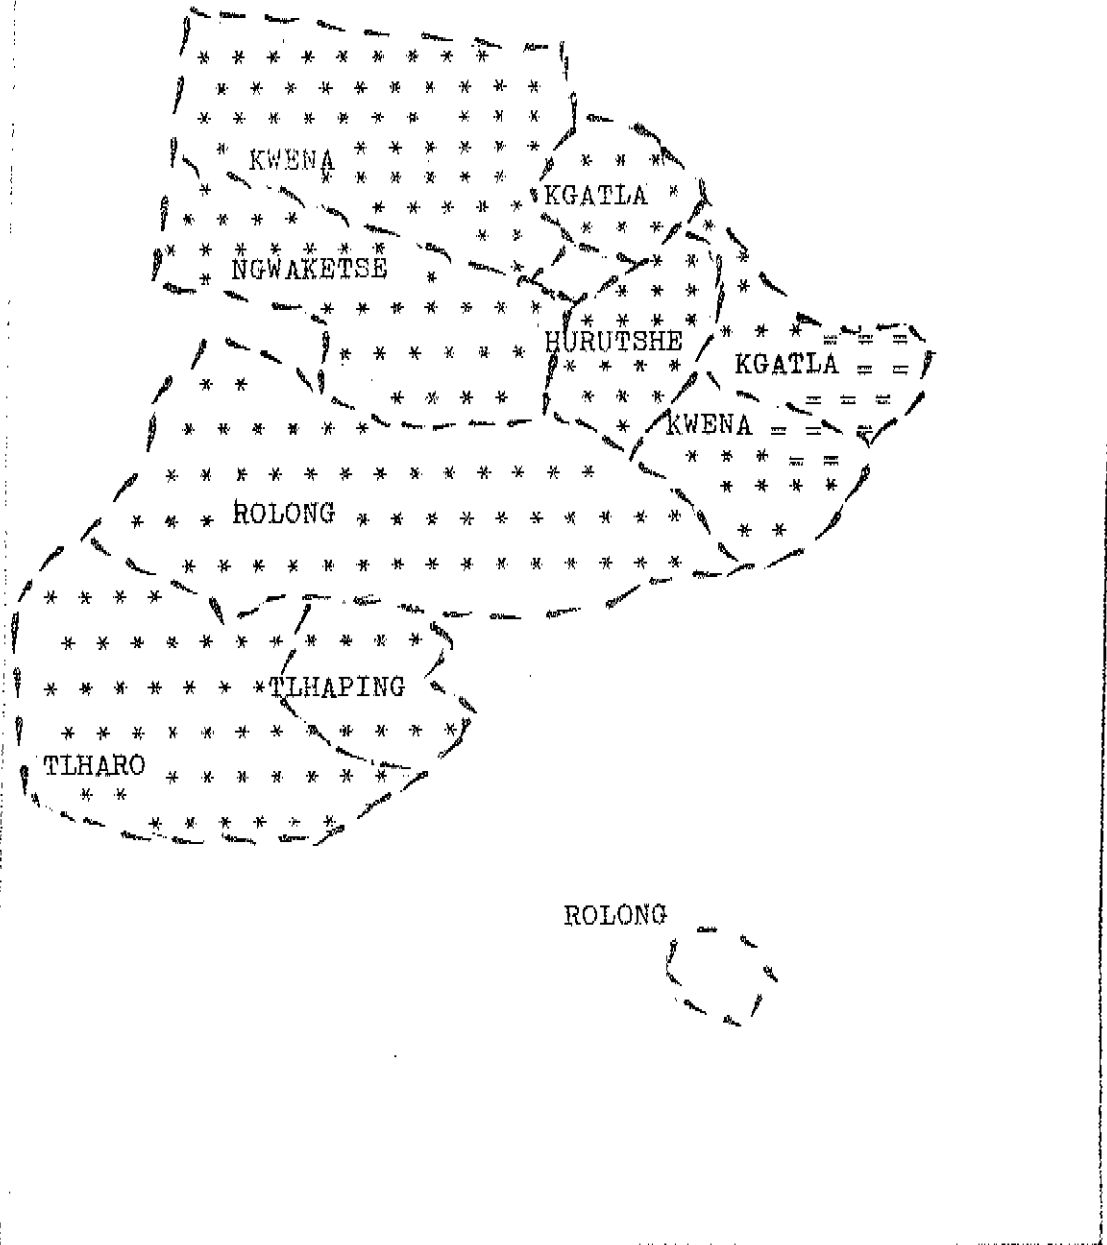 KWENA
KGATLA
NGWAKETSE
HURUTSHE
KGATLA
KWENA
ROLONG
TLHAPING
TLHARO
ROLONG